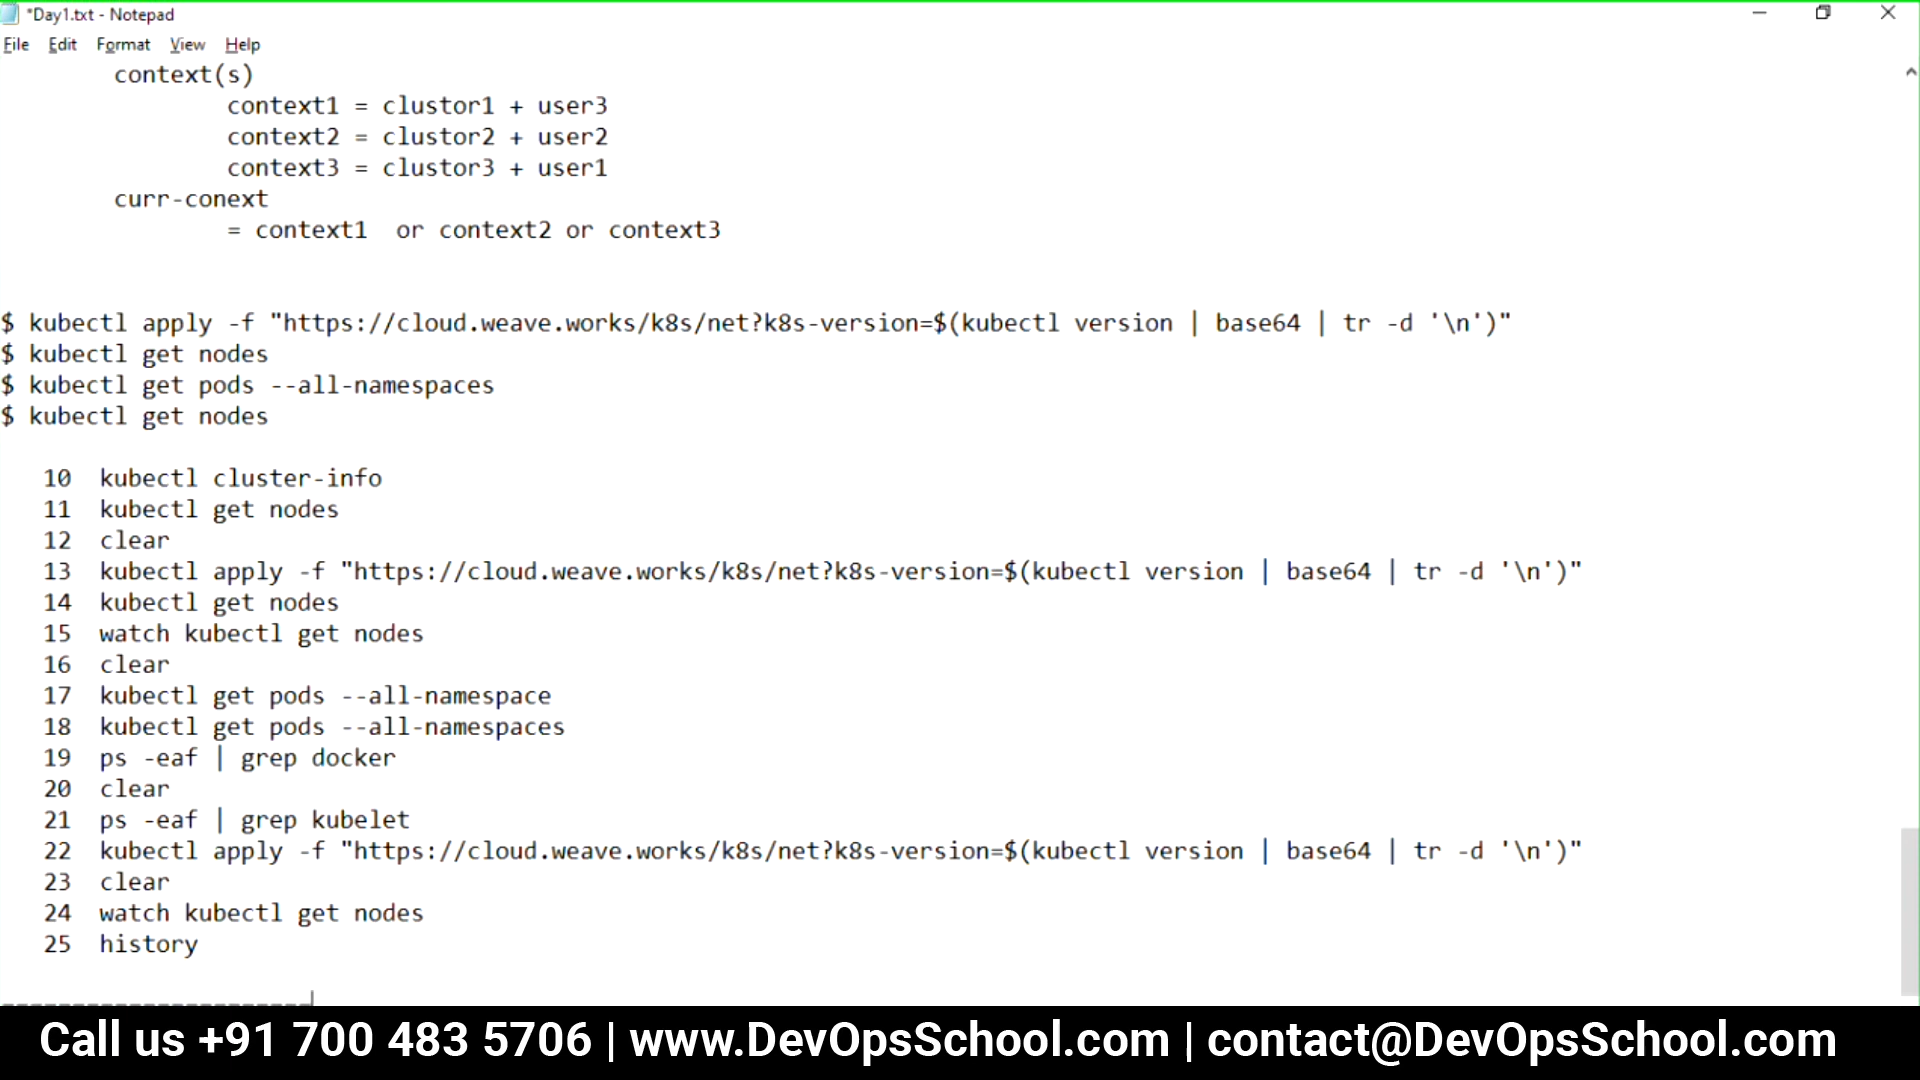 *Day1.txt - Notepad
File Edit Format View Help
context(s)
context1 = clustor1 + user3
context2 = clustor2 + user2
context3 = clustor3 + user1
curr-conext
= context1  or context2 or context3
$ kubectl apply -f "https://cloud.weave.works/k8s/net?k8s-version=$(kubectl version | base64 | tr -d '\n')"
$ kubectl get nodes
$ kubectl get pods --all-namespaces
$ kubectl get nodes
10  kubectl cluster-info
11  kubectl get nodes
12  clear
13  kubectl apply -f "https://cloud.weave.works/k8s/net?k8s-version=$(kubectl version | base64 | tr -d '\n')"
14  kubectl get nodes
15  watch kubectl get nodes
16  clear
17  kubectl get pods --all-namespace
18  kubectl get pods --all-namespaces
19  ps -eaf | grep docker
20  clear
21  ps -eaf | grep kubelet
22  kubectl apply -f "https://cloud.weave.works/k8s/net?k8s-version=$(kubectl version | base64 | tr -d '\n')"
23  clear
24  watch kubectl get nodes
25  history
Call us +91 700 483 5706 | www.DevOpsSchool.com | contact@DevOpsSchool.com